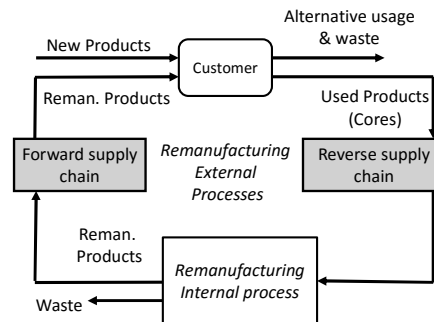 Alternative usage
& waste
New Products
Customer
Reman. Products
Used Products
(Cores)
Forward supply
chain
Remanufacturing
External
Processes
Reverse supply
chain
Reman.
Products
Remanufacturing
Internal process
Waste